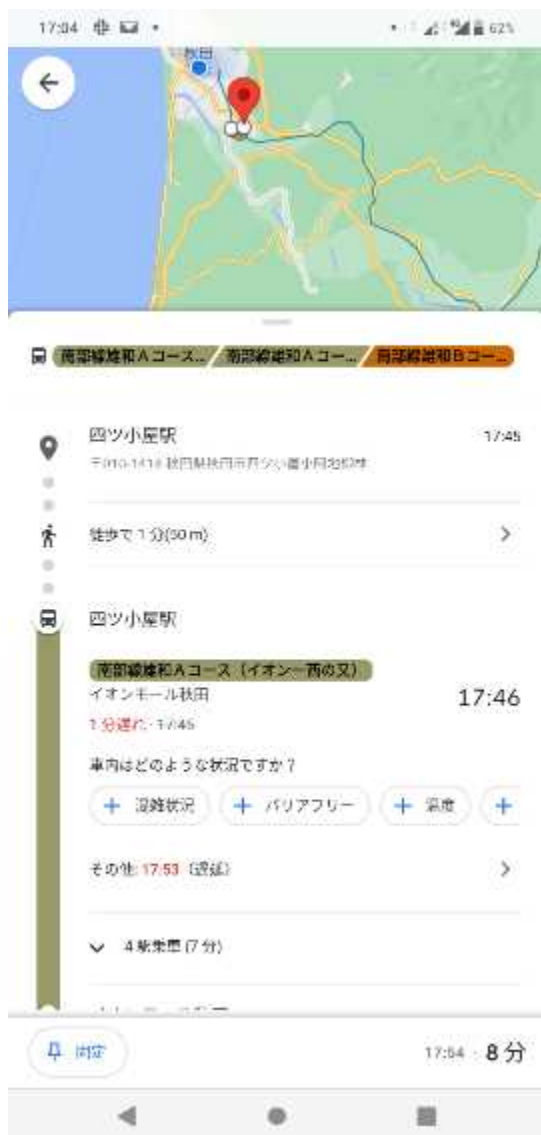 17:04
62%
秋田
南部線雄和Aコース... 南部線雄和Aコー... 南部線雄和Bコー...
四ツ小屋駅 17:45
徒歩で 1 分(50 m)
四ツ小屋駅
南部線雄和Aコース（イオン－西の又）
イオンモール秋田 17:46
1 分遅れ · 17:45
車内はどのような状況ですか？
+ 混雑状況 + バリアフリー + 温度 +
その他: 17:53（遅延）
4 駅乗車 (7 分)
固定 17:54 · 8 分